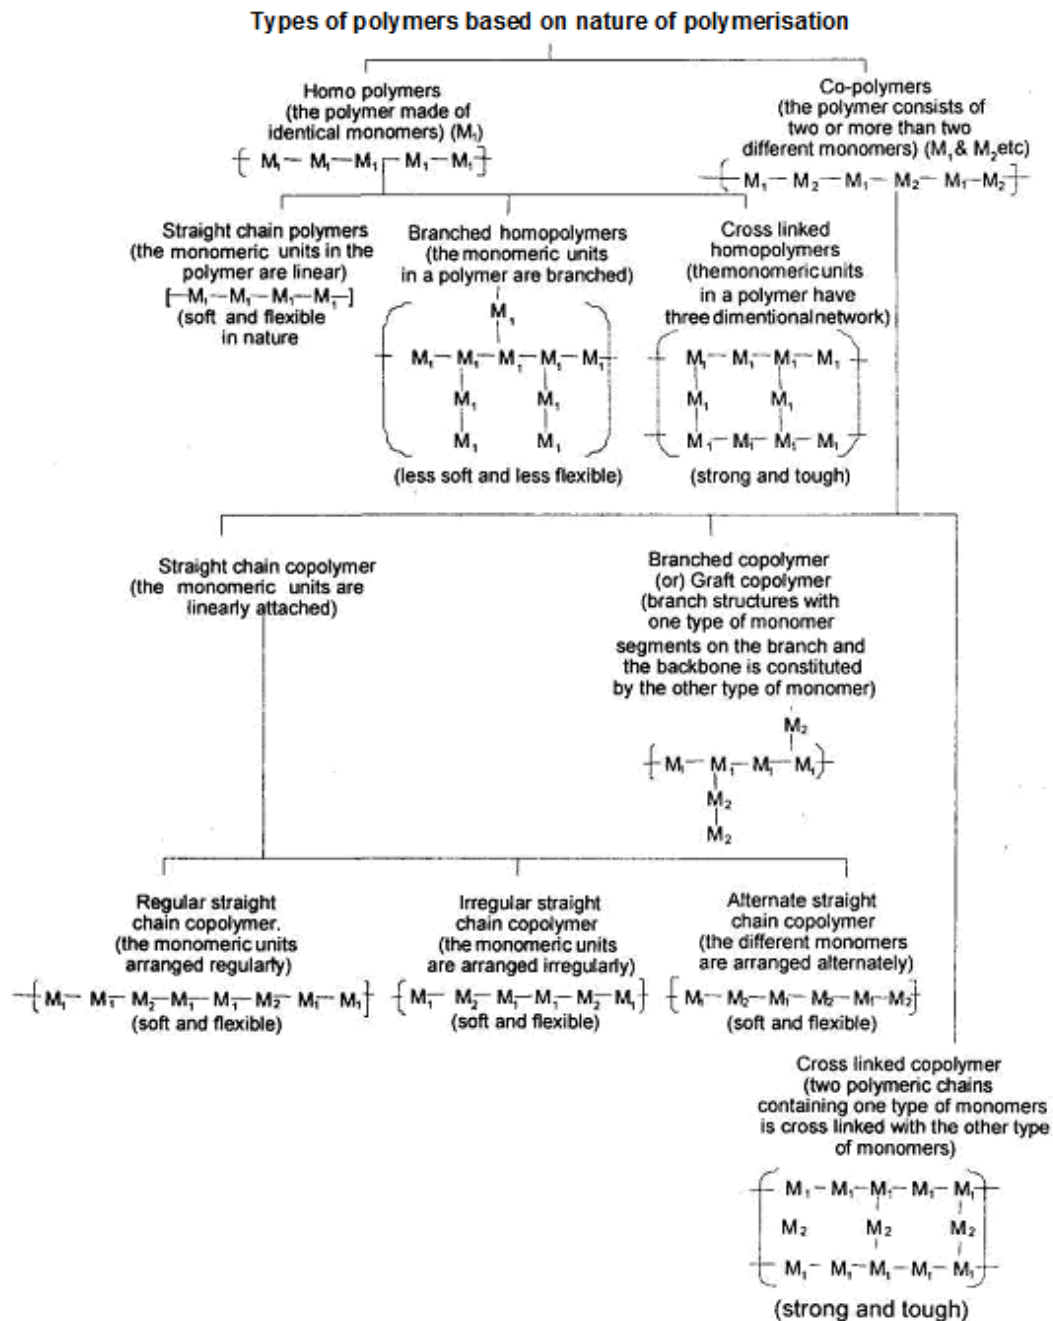 Types of polymers based on nature of polymerisation
Homo polymers
(the polymer made of
identical monomers) (M₁)
M₁ — M₁ — M₁ — M₁ — M₁
Co-polymers
(the polymer consists of
two or more than two
different monomers) (M₁ & M₂ etc)
M₁ — M₂ — M₁ — M₂ — M₁ — M₂
Straight chain polymers
(the monomeric units in the
polymer are linear)
[—M₁—M₁—M₁—M₁—]
(soft and flexible
in nature
Branched homopolymers
(the monomeric units
in a polymer are branched)
M₁
M₁ — M₁ — M₁ — M₁ — M₁
M₁ M₁
M₁ M₁
(less soft and less flexible)
Cross linked
homopolymers
(the monomeric units
in a polymer have
three dimentional network)
M₁ — M₁ — M₁ — M₁
M₁ M₁
M₁ — M₁ — M₁ — M₁
(strong and tough)
Straight chain copolymer
(the monomeric units are
linearly attached)
Branched copolymer
(or) Graft copolymer
(branch structures with
one type of monomer
segments on the branch and
the backbone is constituted
by the other type of monomer)
M₂
M₁ — M₁ — M₁ — M₁
M₂
M₂
Regular straight
chain copolymer.
(the monomeric units
arranged regularly)
M₁ — M₁ — M₂ — M₁ — M₁ — M₂ — M₁ — M₁
(soft and flexible)
Irregular straight
chain copolymer
(the monomeric units
are arranged irregularly)
M₁ — M₂ — M₁ — M₁ — M₂ — M₁
(soft and flexible)
Alternate straight
chain copolymer
(the different monomers
are arranged alternately)
M₁ — M₂ — M₁ — M₂ — M₁ — M₂
(soft and flexible)
Cross linked copolymer
(two polymeric chains
containing one type of monomers
is cross linked with the other type
of monomers)
M₁ — M₁ — M₁ — M₁ — M₁
M₂ M₂ M₂
M₁ — M₁ — M₁ — M₁ — M₁
(strong and tough)